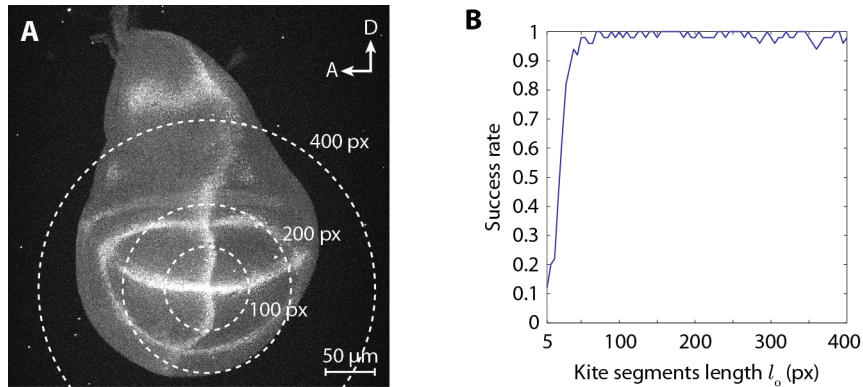 A
D
A
400 px
200 px
100 px
50 µm
B
Success rate
1
0.9
0.8
0.7
0.6
0.5
0.4
0.3
0.2
0.1
0
5 100 200 300 400
Kite segments length lo (px)